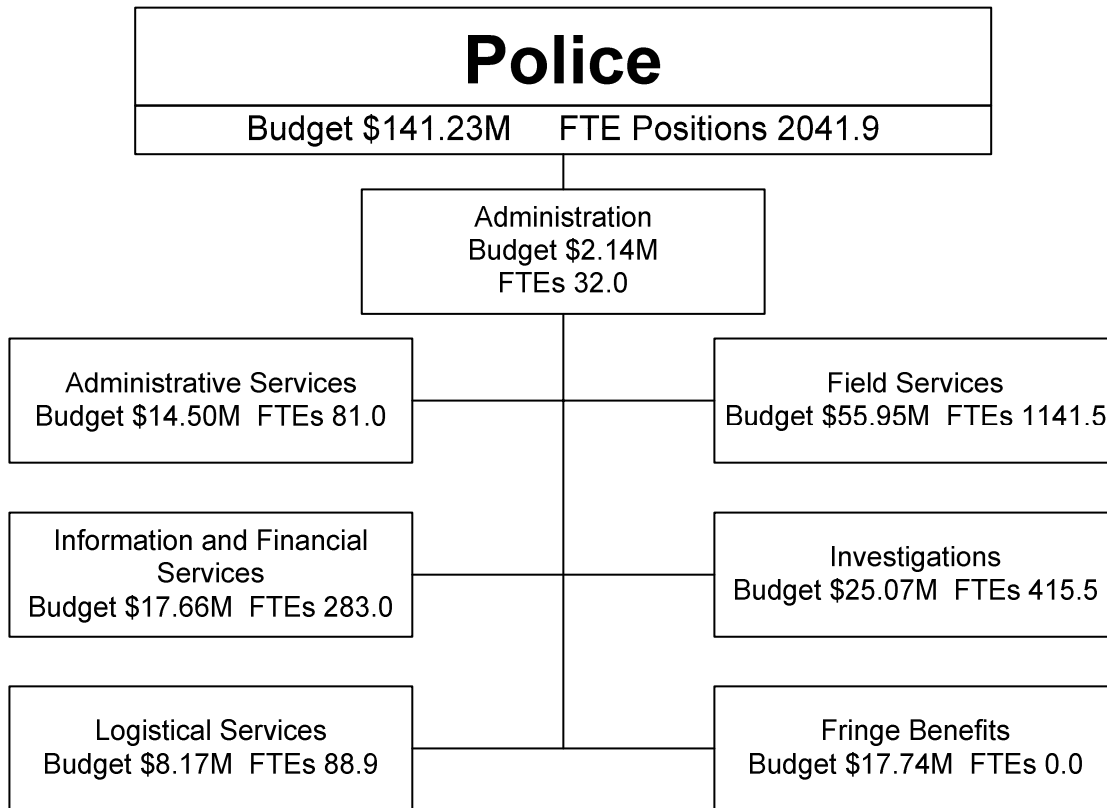 Police
Budget $141.23M FTE Positions 2041.9
Administration
Budget $2.14M
FTEs 32.0
Administrative Services
Budget $14.50M FTEs 81.0
Field Services
Budget $55.95M FTEs 1141.5
Information and Financial
Services
Budget $17.66M FTEs 283.0
Investigations
Budget $25.07M FTEs 415.5
Logistical Services
Budget $8.17M FTEs 88.9
Fringe Benefits
Budget $17.74M FTEs 0.0